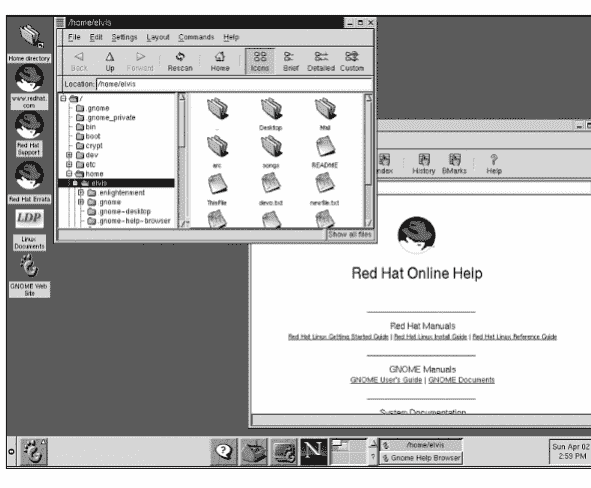 /home/elvis
File Edit Settings Layout Commands Help
Back Up Forward Rescan Home Icons Brief Detailed Custom
Location: /home/elvis
/
.gnome
.gnome_private
bin
boot
crypt
dev
etc
home
elvis
enlightenment
.gnome
.gnome-desktop
.gnome-help-browser
..
Desktop
Mail
src
songs
README
ThisFile
devo.txt
newfile.txt
Show all files
Home directory
www.redhat.
com
Red Hat
Support
Red Hat Errata
LDP
Linux
Documents
GNOME Web
Site
Index History BMarks Help
Red Hat Online Help
Red Hat Manuals
Red Hat Linux Getting Started Guide | Red Hat Linux Install Guide | Red Hat Linux Reference Guide
GNOME Manuals
GNOME User's Guide | GNOME Documents
System Documentation
N
/home/elvis
Gnome Help Browser
?
Sun Apr 02
2:59 PM